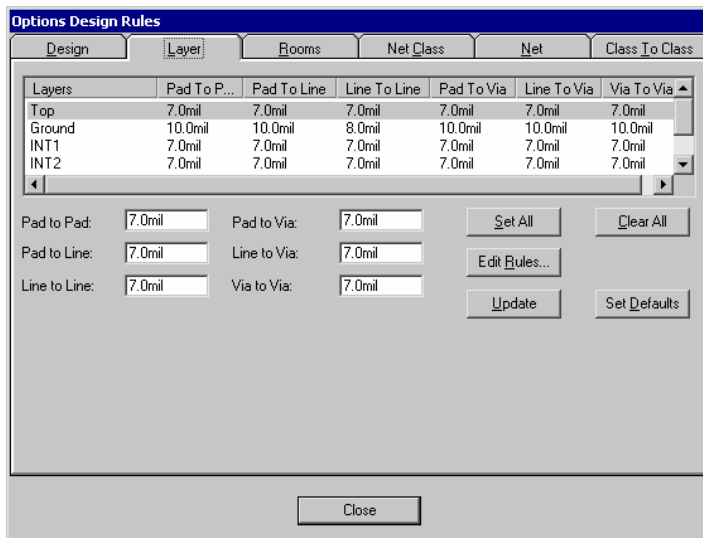 Options Design Rules
Design Layer Rooms Net Class Net Class To Class
Layers Pad To P... Pad To Line Line To Line Pad To Via Line To Via Via To Via
Top 7.0mil 7.0mil 7.0mil 7.0mil 7.0mil 7.0mil
Ground 10.0mil 10.0mil 8.0mil 10.0mil 10.0mil 10.0mil
INT1 7.0mil 7.0mil 7.0mil 7.0mil 7.0mil 7.0mil
INT2 7.0mil 7.0mil 7.0mil 7.0mil 7.0mil 7.0mil
Pad to Pad: 7.0mil Pad to Via: 7.0mil Set All Clear All
Pad to Line: 7.0mil Line to Via: 7.0mil Edit Rules...
Line to Line: 7.0mil Via to Via: 7.0mil Update Set Defaults
Close